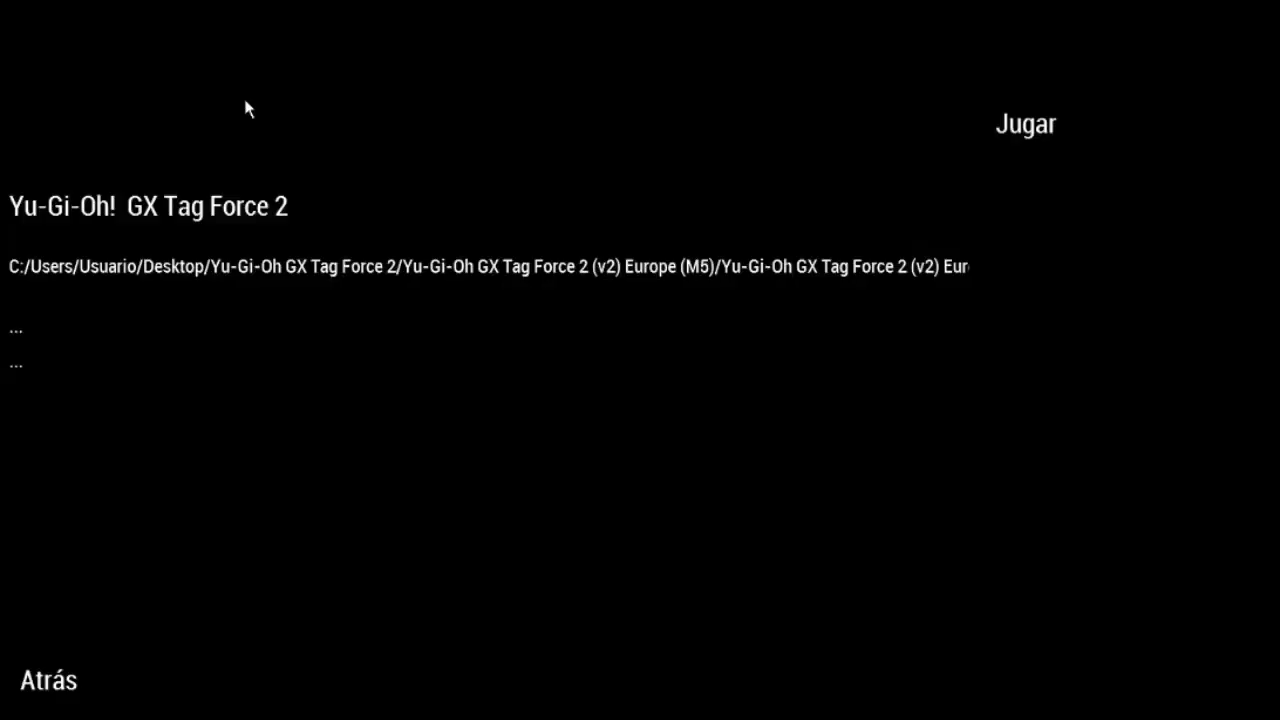 Jugar
Yu-Gi-Oh! GX Tag Force 2
C:/Users/Usuario/Desktop/Yu-Gi-Oh GX Tag Force 2/Yu-Gi-Oh GX Tag Force 2 (v2) Europe (M5)/Yu-Gi-Oh GX Tag Force 2 (v2) Eur
...
...
Atrás